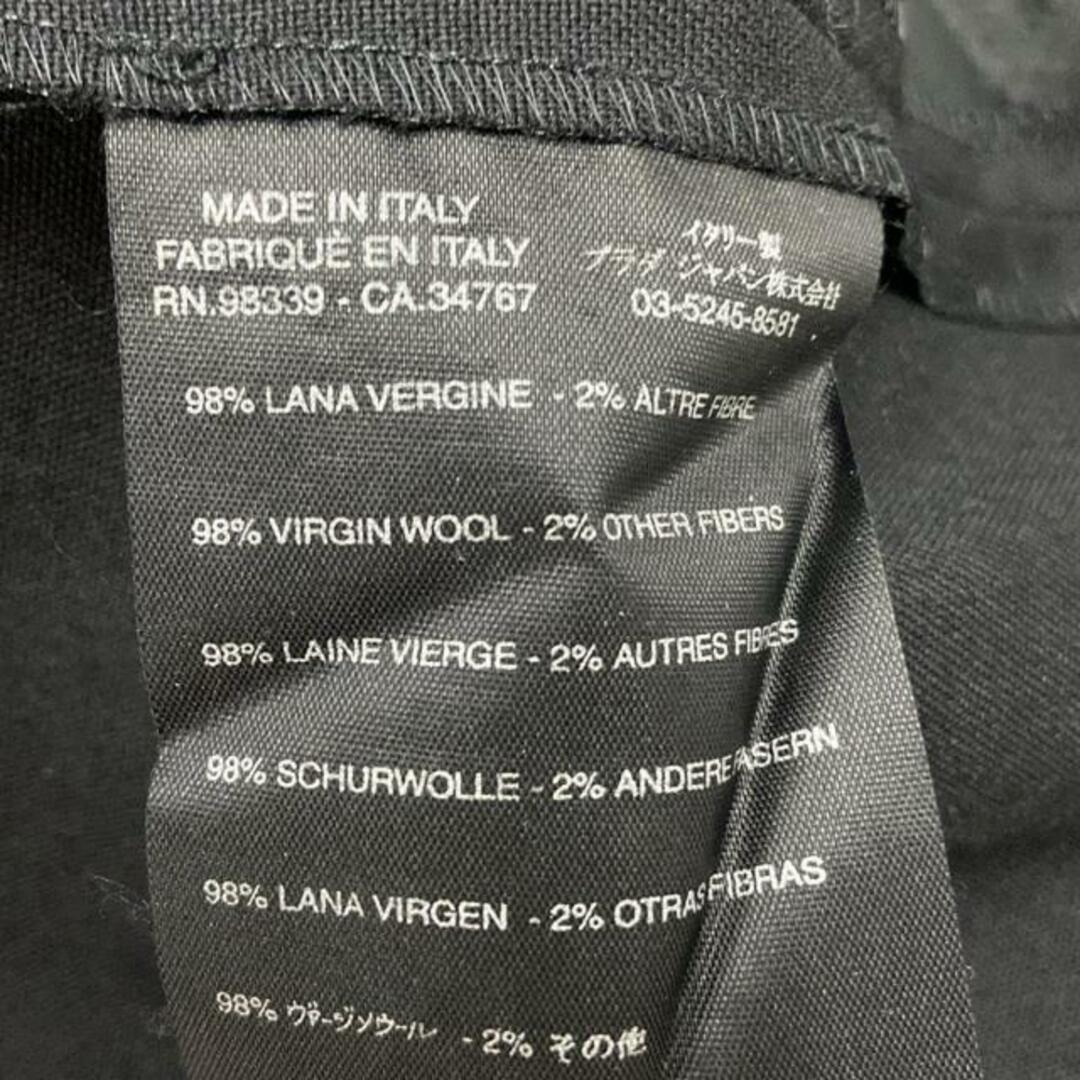 MADE IN ITALY
FABRIQUÉ EN ITALY
RN.98339 - CA.34767
イタリー製
プラダ ジャパン株式会社
03-5245-8581
98% LANA VERGINE - 2% ALTRE FIBRE
98% VIRGIN WOOL - 2% OTHER FIBERS
98% LAINE VIERGE - 2% AUTRES FIBRES
98% SCHURWOLLE - 2% ANDERE FASERN
98% LANA VIRGEN - 2% OTRAS FIBRAS
98% ヴァージンウール - 2% その他